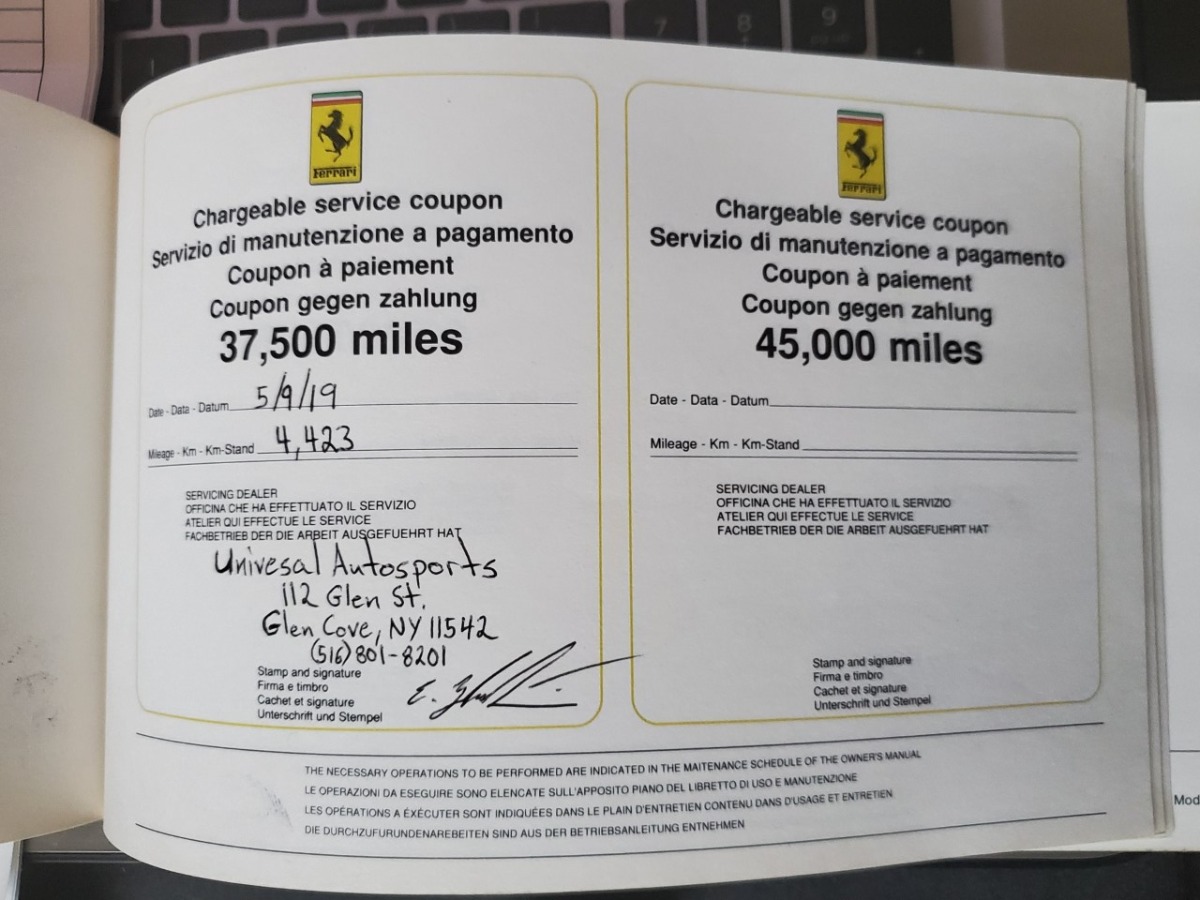 7
8
9
Ferrari
Chargeable service coupon
Servizio di manutenzione a pagamento
Coupon à paiement
Coupon gegen zahlung
37,500 miles
Date - Data - Datum 5/9/19
Mileage - Km - Km-Stand 4,423
SERVICING DEALER
OFFICINA CHE HA EFFETTUATO IL SERVIZIO
ATELIER QUI EFFECTUE LE SERVICE
FACHBETRIEB DER DIE ARBEIT AUSGEFUEHRT HAT
Univesal Autosports
112 Glen St.
Glen Cove, NY 11542
(516) 801-8201
Stamp and signature
Firma e timbro
Cachet et signature
Unterschrift und Stempel
E.
Ferrari
Chargeable service coupon
Servizio di manutenzione a pagamento
Coupon à paiement
Coupon gegen zahlung
45,000 miles
Date - Data - Datum
Mileage - Km - Km-Stand
SERVICING DEALER
OFFICINA CHE HA EFFETTUATO IL SERVIZIO
ATELIER QUI EFFECTUE LE SERVICE
FACHBETRIEB DER DIE ARBEIT AUSGEFUEHRT HAT
Stamp and signature
Firma e timbro
Cachet et signature
Unterschrift und Stempel
THE NECESSARY OPERATIONS TO BE PERFORMED ARE INDICATED IN THE MAITENANCE SCHEDULE OF THE OWNER'S MANUAL
LE OPERAZIONI DA ESEGUIRE SONO ELENCATE SULL'APPOSITO PIANO DEL LIBRETTO DI USO E MANUTENZIONE
LES OPÉRATIONS A ÉXÉCUTER SONT INDIQUÉES DANS LE PLAIN D'ENTRETIEN CONTENU DANS D'USAGE ET ENTRETIEN
DIE DURCHZUFURUNDENAREBEITEN SIND AUS DER BETRIEBSANLEITUNG ENTNEHMEN
Mod